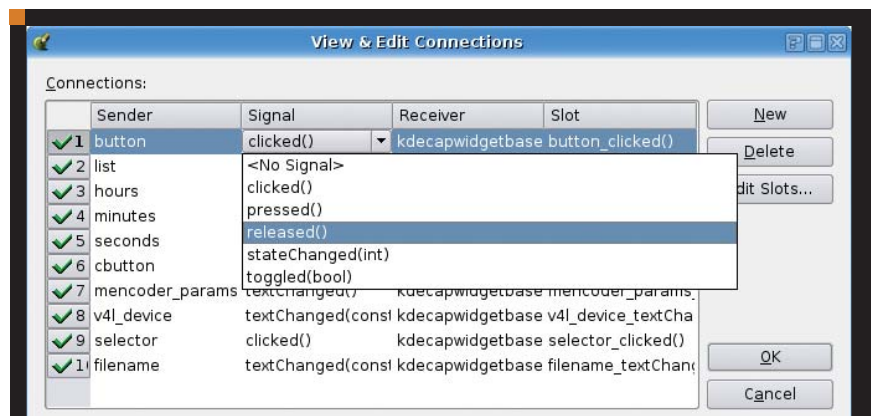 View & Edit Connections
Connections:
Sender Signal Receiver Slot
New
1 button clicked() kdecapwidgetbase button_clicked()
Delete
2 list <No Signal>
3 hours clicked()
dit Slots...
4 minutes pressed()
5 seconds released()
6 cbutton stateChanged(int)
toggled(bool)
7 mencoder_params textChanged() kdecapwidgetbase mencoder_params_
8 v4l_device textChanged(const kdecapwidgetbase v4l_device_textCha
9 selector clicked() kdecapwidgetbase selector_clicked()
OK
filename textChanged(const kdecapwidgetbase filename_textChang
Cancel